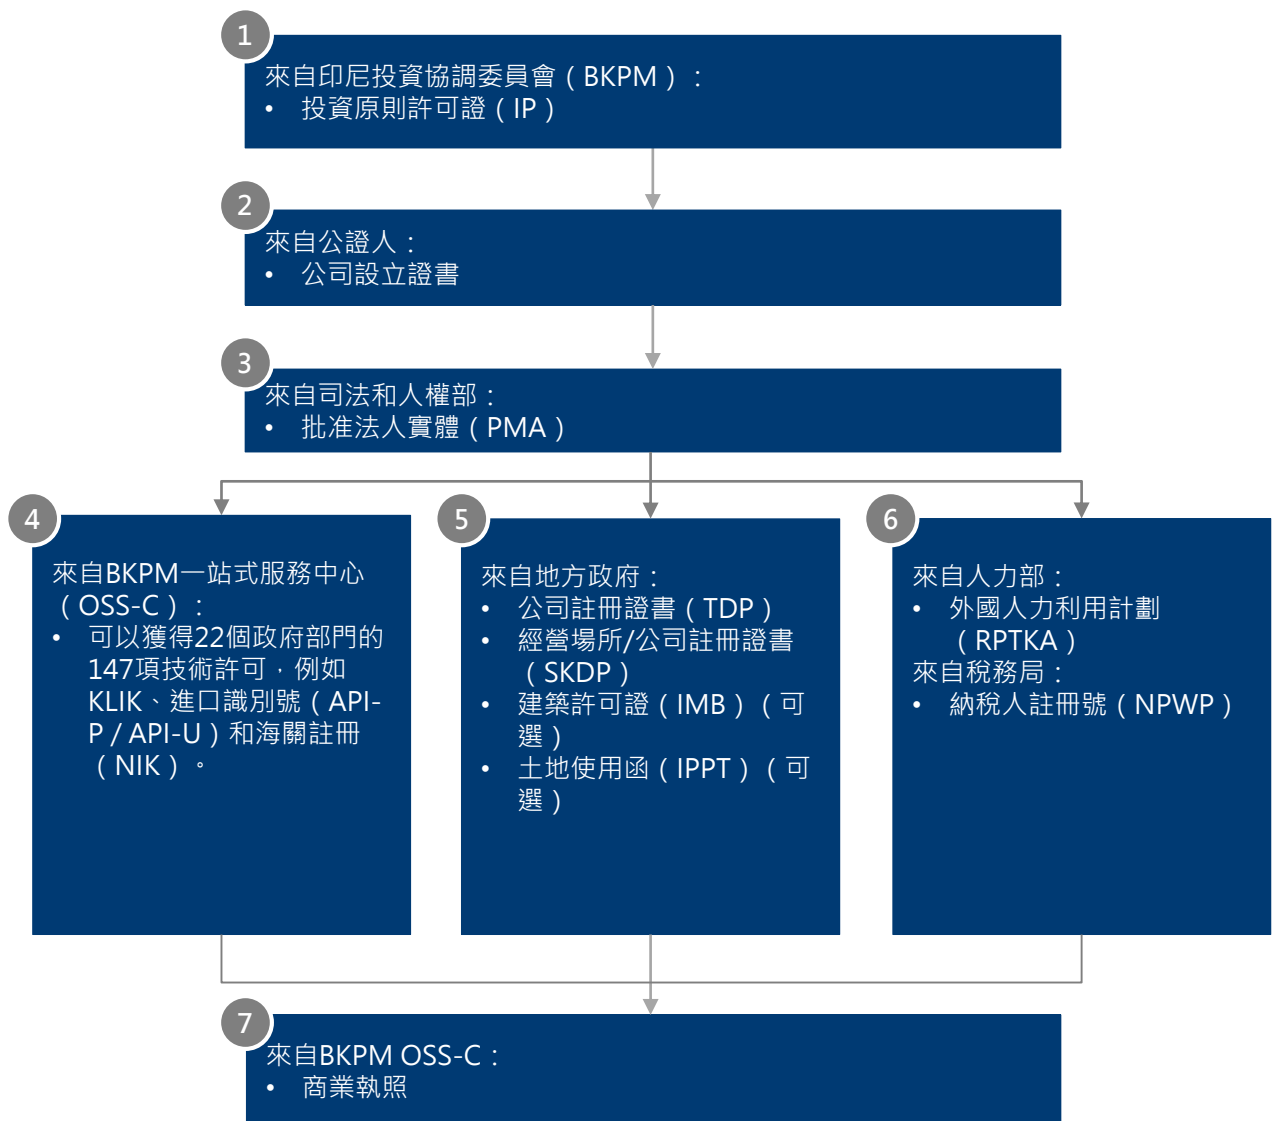 1
來自印尼投資協調委員會（BKPM）：
• 投資原則許可證（IP）
2
來自公證人：
• 公司設立證書
3
來自司法和人權部：
• 批准法人實體（PMA）
4
來自BKPM一站式服務中心
（OSS-C）：
• 可以獲得22個政府部門的
147項技術許可，例如
KLIK、進口識別號（API-
P / API-U）和海關註冊
（NIK）。
5
來自地方政府：
• 公司註冊證書（TDP）
• 經營場所/公司註冊證書
（SKDP）
• 建築許可證（IMB）（可
選）
• 土地使用函（IPPT）（可
選）
6
來自人力部：
• 外國人力利用計劃
（RPTKA）
來自稅務局：
• 納稅人註冊號（NPWP）
7
來自BKPM OSS-C：
• 商業執照